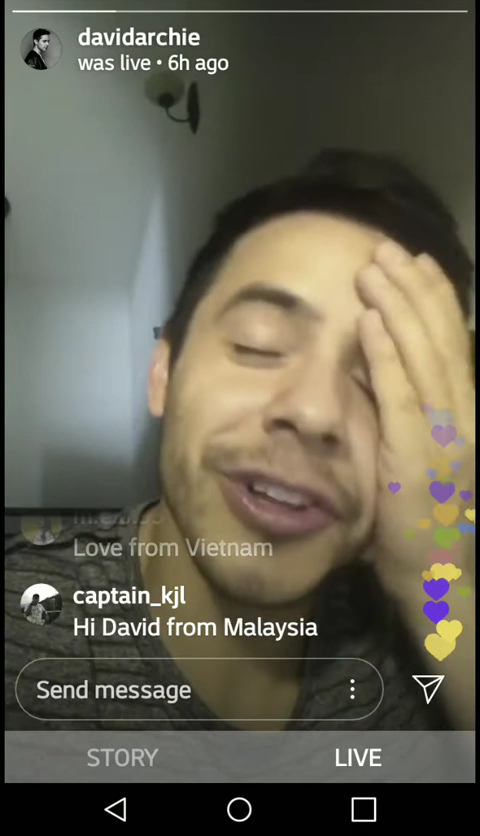 davidarchie
was live • 6h ago
Love from Vietnam
captain_kjl
Hi David from Malaysia
Send message
STORY
LIVE